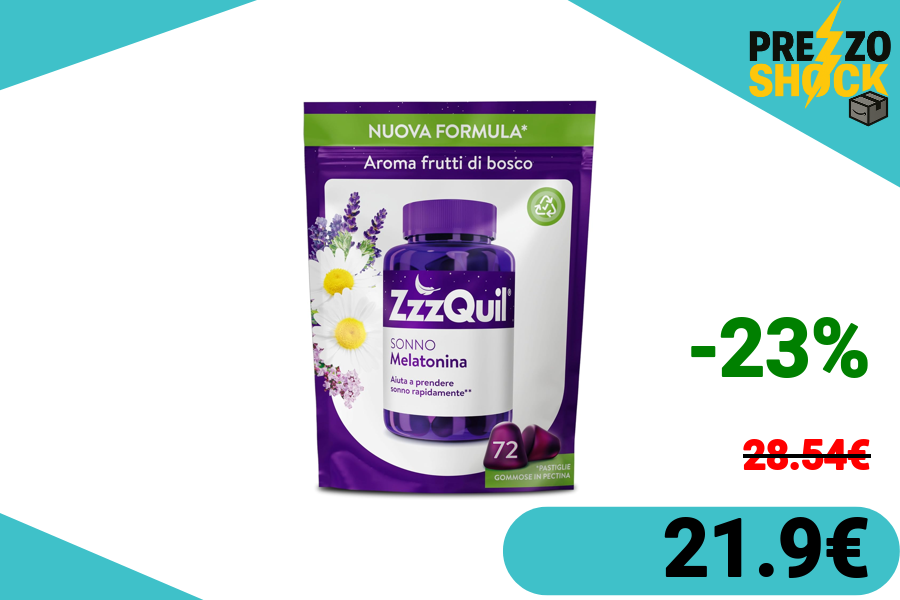 PREZZO
SHOCK
NUOVA FORMULA*
Aroma frutti di bosco
ZzzQuil®
SONNO
Melatonina
Aiuta a prendere
sonno rapidamente**
72
*PASTIGLIE
GOMMOSE IN PECTINA
-23%
28.54€
21.9€